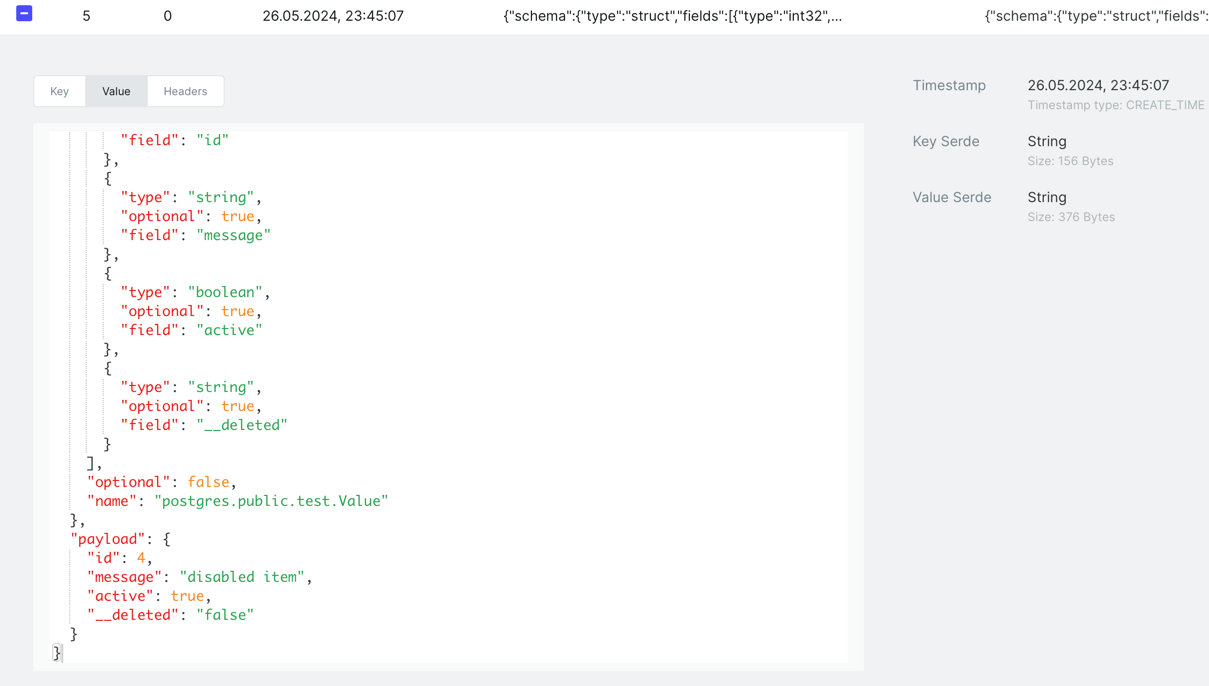 5 0 26.05.2024, 23:45:07 {"schema":{"type":"struct","fields":[{"type":"int32",... {"schema":{"type":"struct","fields":
Key Value Headers
"field": "id"
},
{
"type": "string",
"optional": true,
"field": "message"
},
{
"type": "boolean",
"optional": true,
"field": "active"
},
{
"type": "string",
"optional": true,
"field": "__deleted"
}
],
"optional": false,
"name": "postgres.public.test.Value"
},
"payload": {
"id": 4,
"message": "disabled item",
"active": true,
"__deleted": "false"
}
}
Timestamp 26.05.2024, 23:45:07
Timestamp type: CREATE_TIME
Key Serde String
Size: 156 Bytes
Value Serde String
Size: 376 Bytes